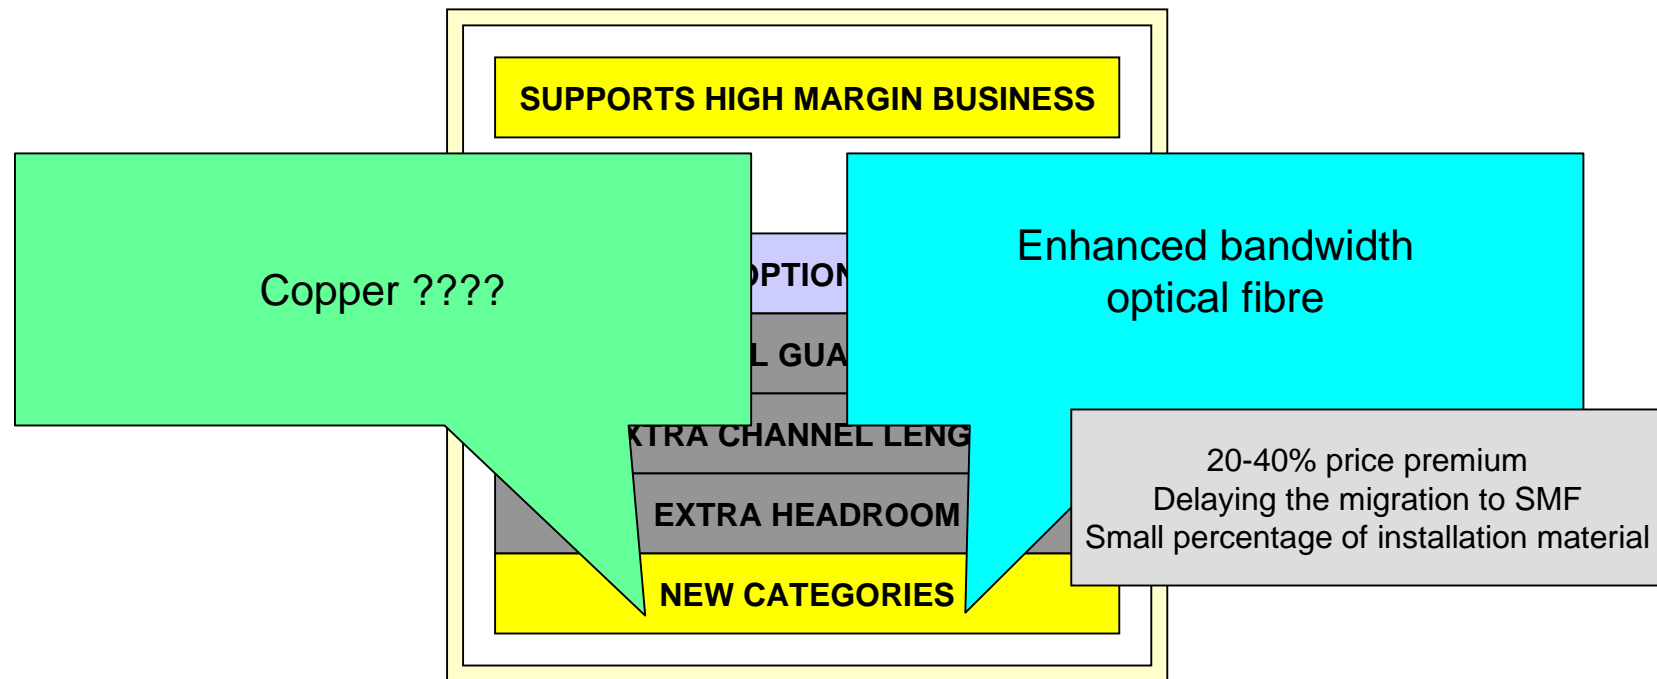 SUPPORTS HIGH MARGIN BUSINESS
Copper ????
Enhanced bandwidth
optical fibre
EXTRA HEADROOM
NEW CATEGORIES
20-40% price premium
Delaying the migration to SMF
Small percentage of installation material